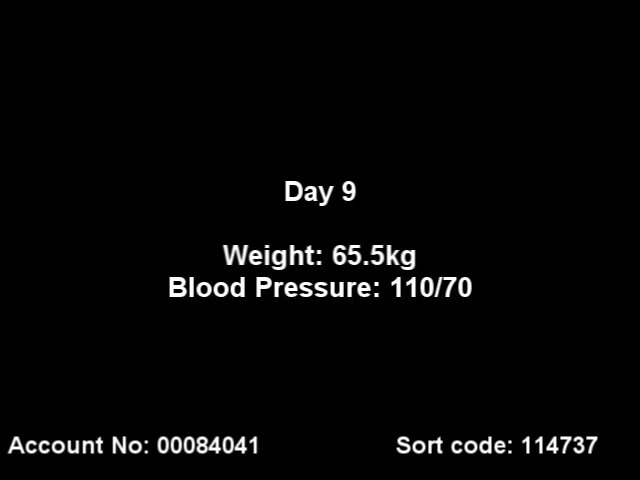 Day 9
Weight: 65.5kg
Blood Pressure: 110/70
Account No: 00084041
Sort code: 114737